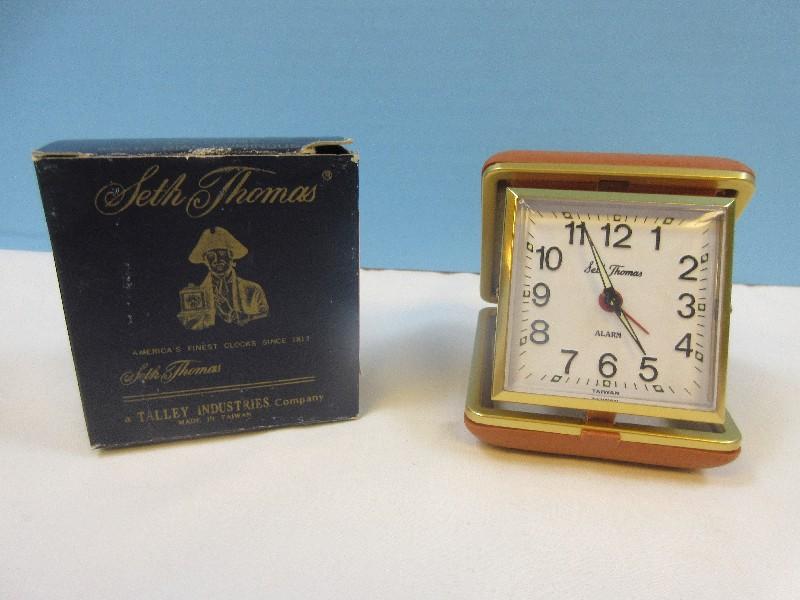 Seth Thomas®
AMERICA'S FINEST CLOCKS SINCE 1813
Seth Thomas
a TALLEY INDUSTRIES Company
MADE IN TAIWAN
11 12 1
10 2
Seth Thomas
9 3
8 ALARM 4
7 6 5
TAIWAN